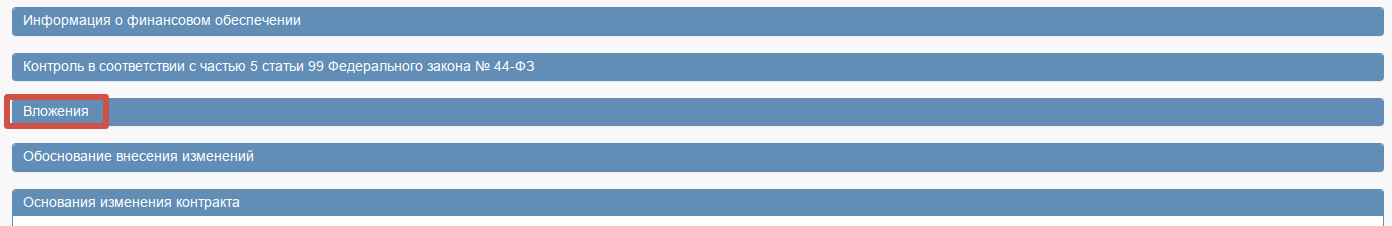 Информация о финансовом обеспечении
Контроль в соответствии с частью 5 статьи 99 Федерального закона № 44-ФЗ
Вложения
Обоснование внесения изменений
Основания изменения контракта